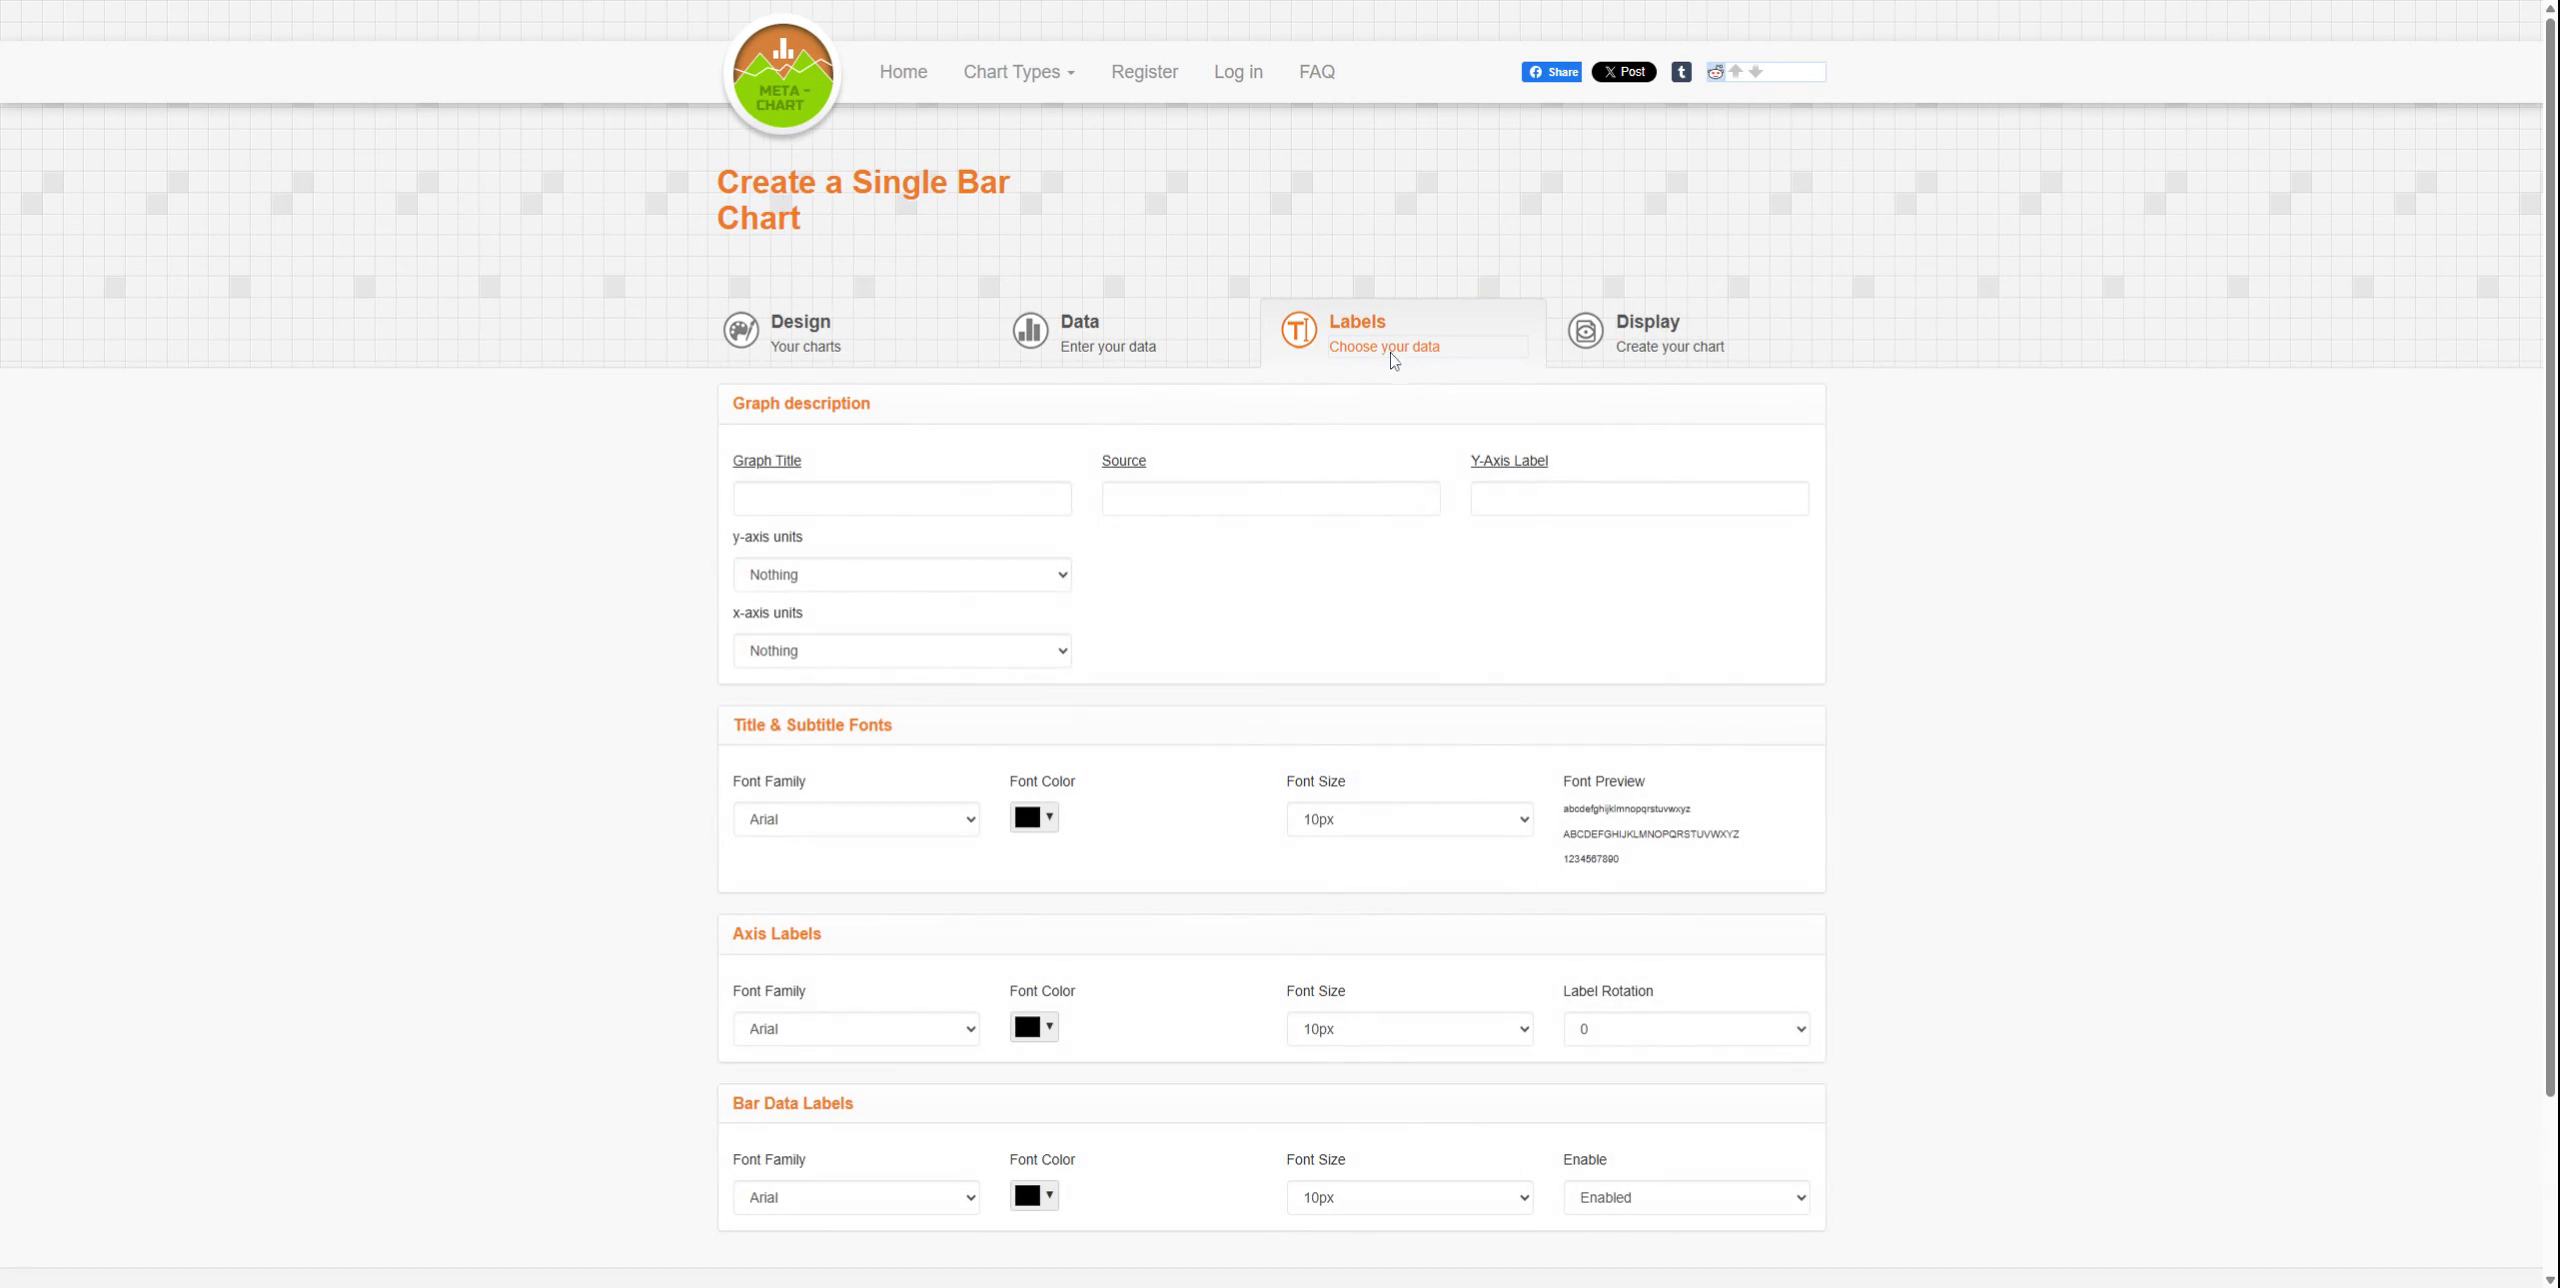 META -
CHART
Home
Chart Types
Register
Log in
FAQ
Share
Post
t
Create a Single Bar
Chart
Design
Your charts
Data
Enter your data
Labels
Choose your data
Display
Create your chart
Graph description
Graph Title
Source
Y-Axis Label
y-axis units
Nothing
x-axis units
Nothing
Title & Subtitle Fonts
Font Family
Font Color
Font Size
Font Preview
Arial
10px
abcdefghijklmnopqrstuvwxyz
ABCDEFGHIJKLMNOPQRSTUVWXYZ
1234567890
Axis Labels
Font Family
Font Color
Font Size
Label Rotation
Arial
10px
0
Bar Data Labels
Font Family
Font Color
Font Size
Enable
Arial
10px
Enabled